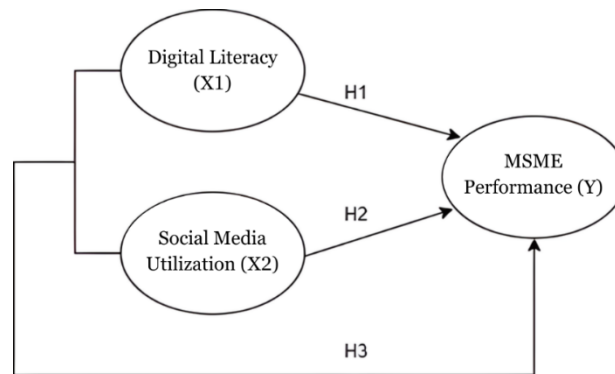 Digital Literacy
(X1)
H1
MSME
Performance (Y)
H2
Social Media
Utilization (X2)
H3